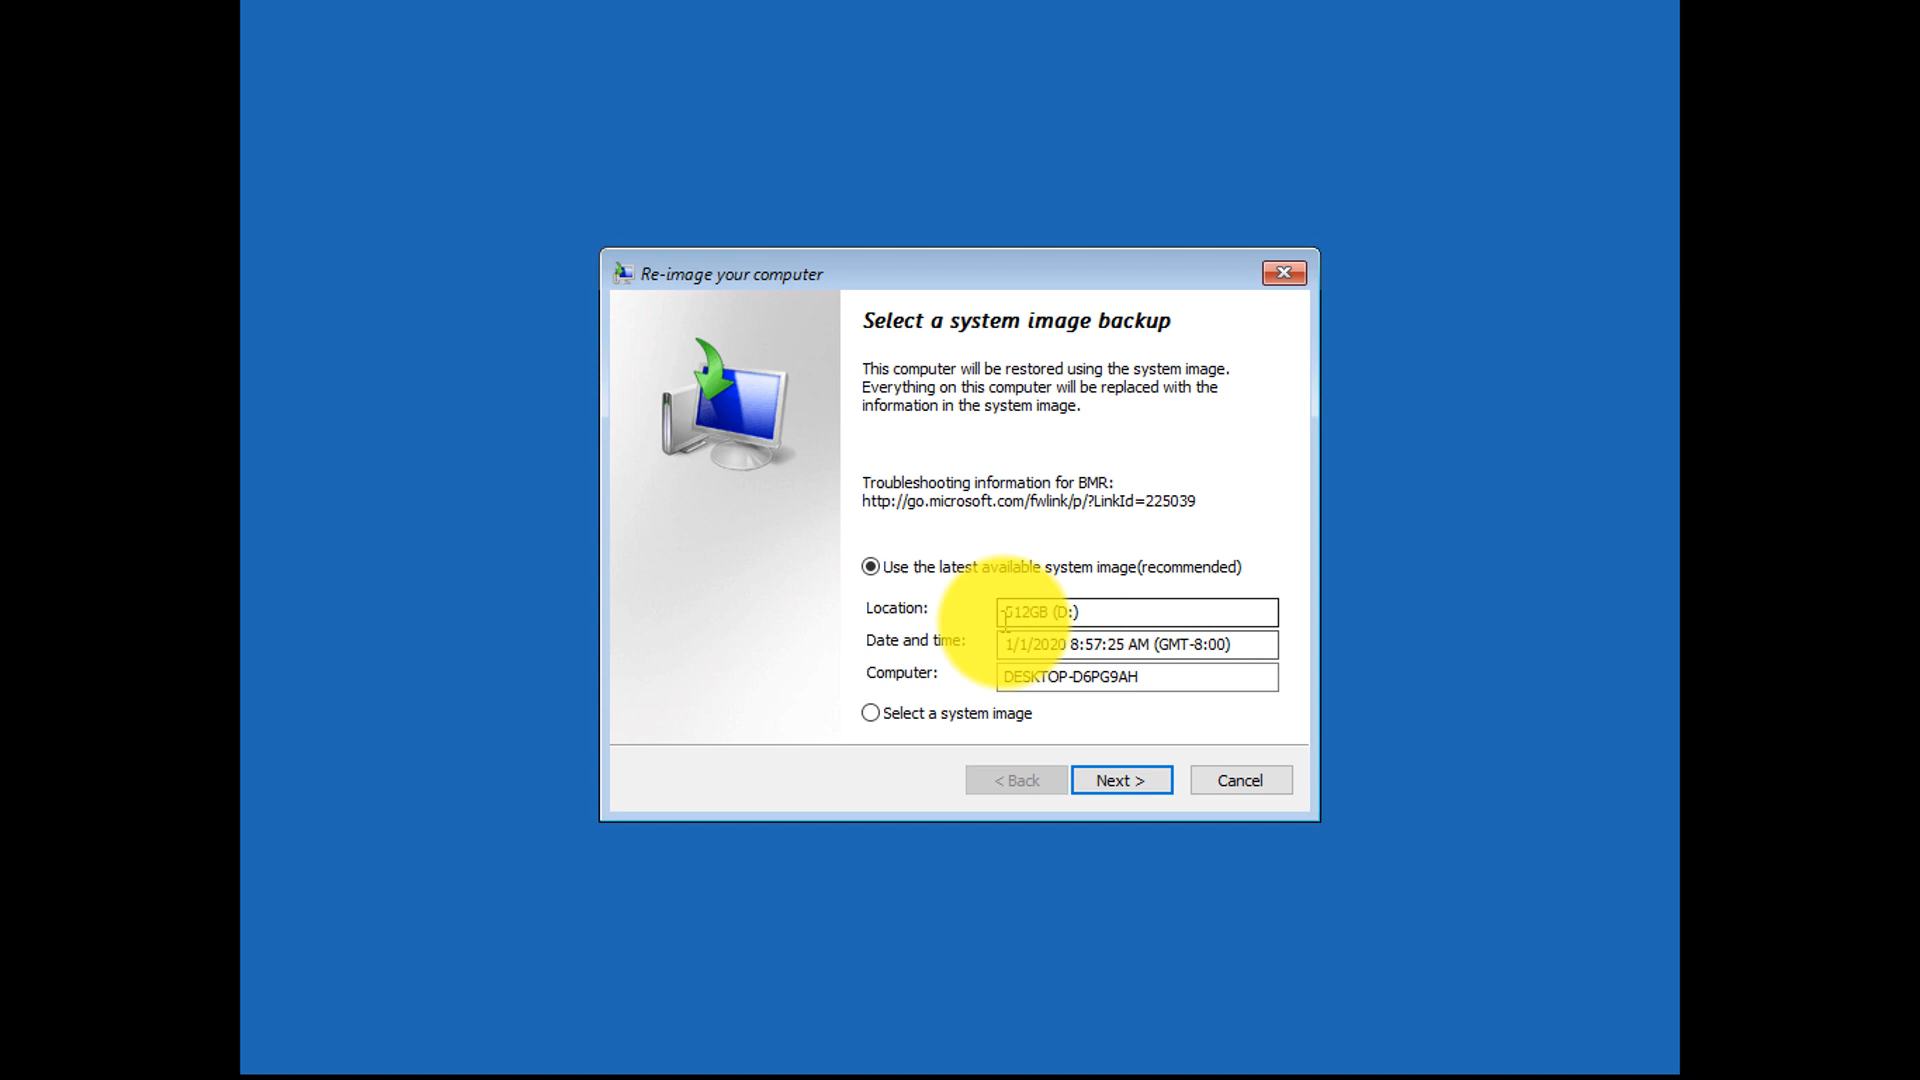 Re-image your computer
Select a system image backup
This computer will be restored using the system image.
Everything on this computer will be replaced with the
information in the system image.
Troubleshooting information for BMR:
http://go.microsoft.com/fwlink/p/?LinkId=225039
Use the latest available system image(recommended)
Location: -512GB (D:)
Date and time: 1/1/2020 8:57:25 AM (GMT-8:00)
Computer: DESKTOP-D6PG9AH
Select a system image
< Back Next > Cancel